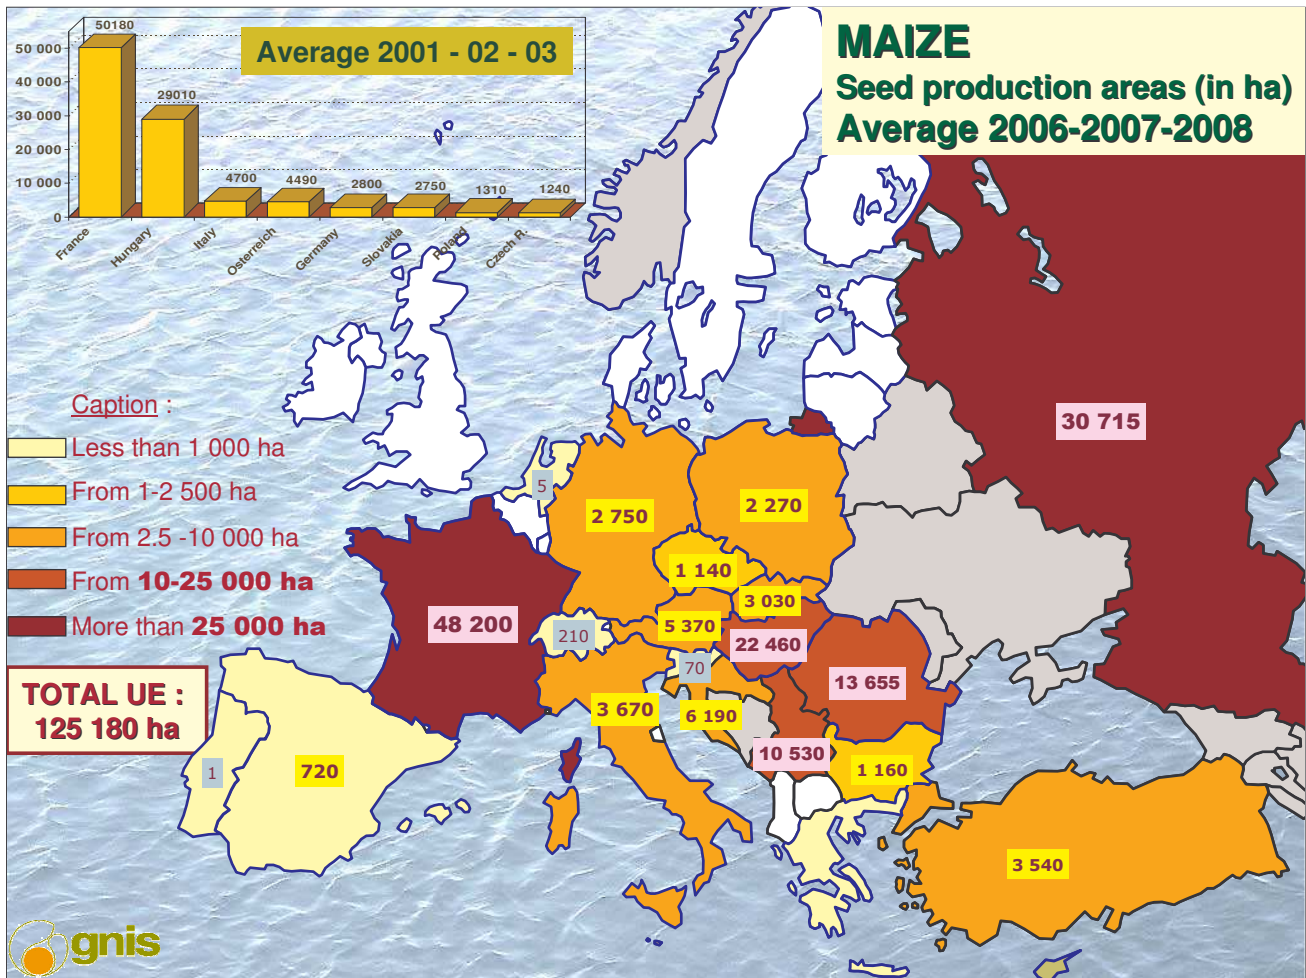 50180
50 000
40 000
30 000
20 000
10 000
0
29010
4700
4490
2800
2750
1310
1240
France
Hungary
Italy
Osterreich
Germany
Slovakia
Poland
Czech R.
Average 2001 - 02 - 03
MAIZE
Seed production areas (in ha)
Average 2006-2007-2008
Caption :
Less than 1 000 ha
From 1-2 500 ha
From 2.5 -10 000 ha
From 10-25 000 ha
More than 25 000 ha
TOTAL UE :
125 180 ha
30 715
5
2 750
2 270
1 140
3 030
48 200
210
5 370
22 460
70
13 655
3 670
6 190
10 530
1
720
1 160
3 540
gnis